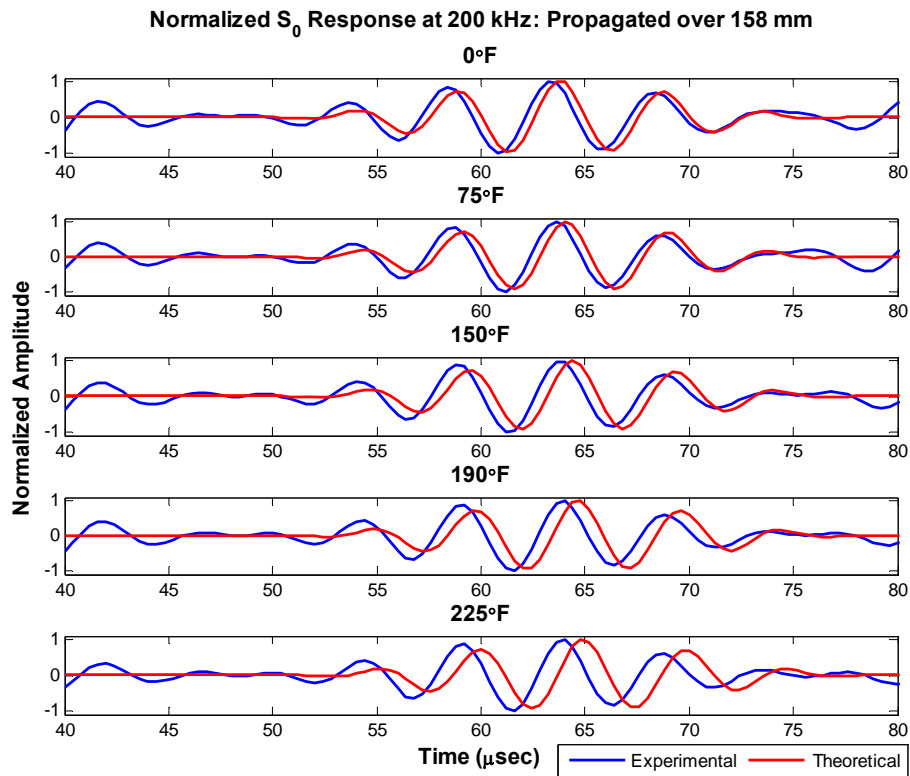 Normalized S0 Response at 200 kHz: Propagated over 158 mm
0°F
1
0
-1
40 45 50 55 60 65 70 75 80
75°F
1
0
-1
40 45 50 55 60 65 70 75 80
150°F
1
0
-1
40 45 50 55 60 65 70 75 80
190°F
1
0
-1
40 45 50 55 60 65 70 75 80
225°F
1
0
-1
40 45 50 55 60 65 70 75 80
Normalized Amplitude
Time (μsec)
Experimental Theoretical